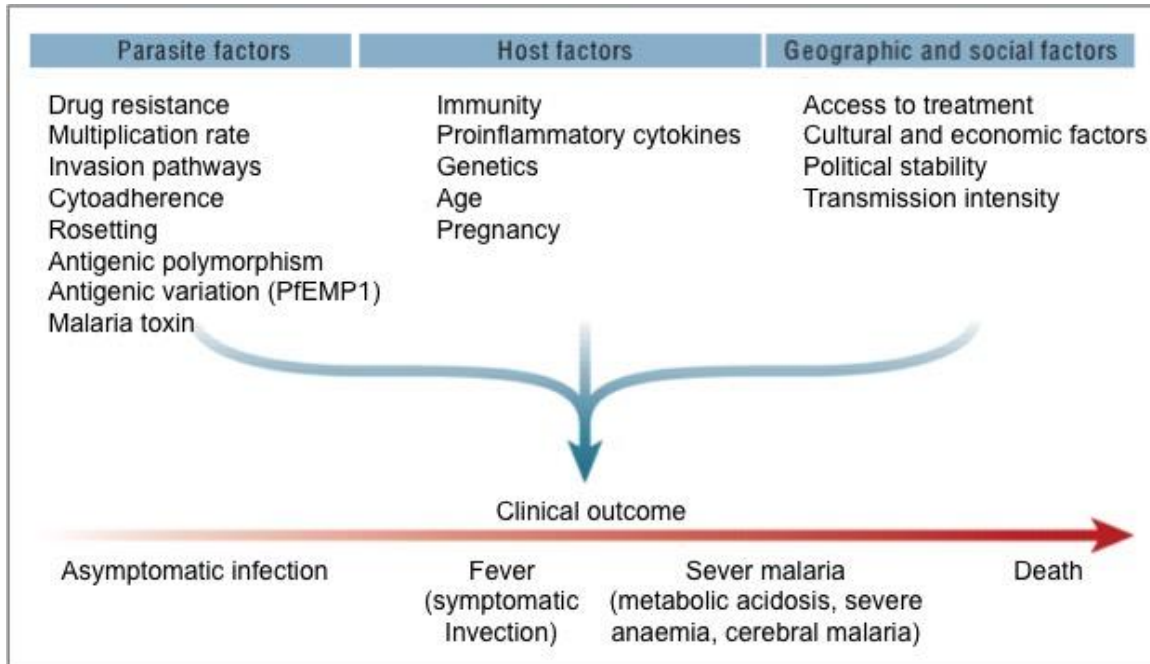 Parasite factors
Host factors
Geographic and social factors
Drug resistance
Multiplication rate
Invasion pathways
Cytoadherence
Rosetting
Antigenic polymorphism
Antigenic variation (PfEMP1)
Malaria toxin
Immunity
Proinflammatory cytokines
Genetics
Age
Pregnancy
Access to treatment
Cultural and economic factors
Political stability
Transmission intensity
Clinical outcome
Asymptomatic infection
Fever
(symptomatic
Invection)
Sever malaria
(metabolic acidosis, severe
anaemia, cerebral malaria)
Death